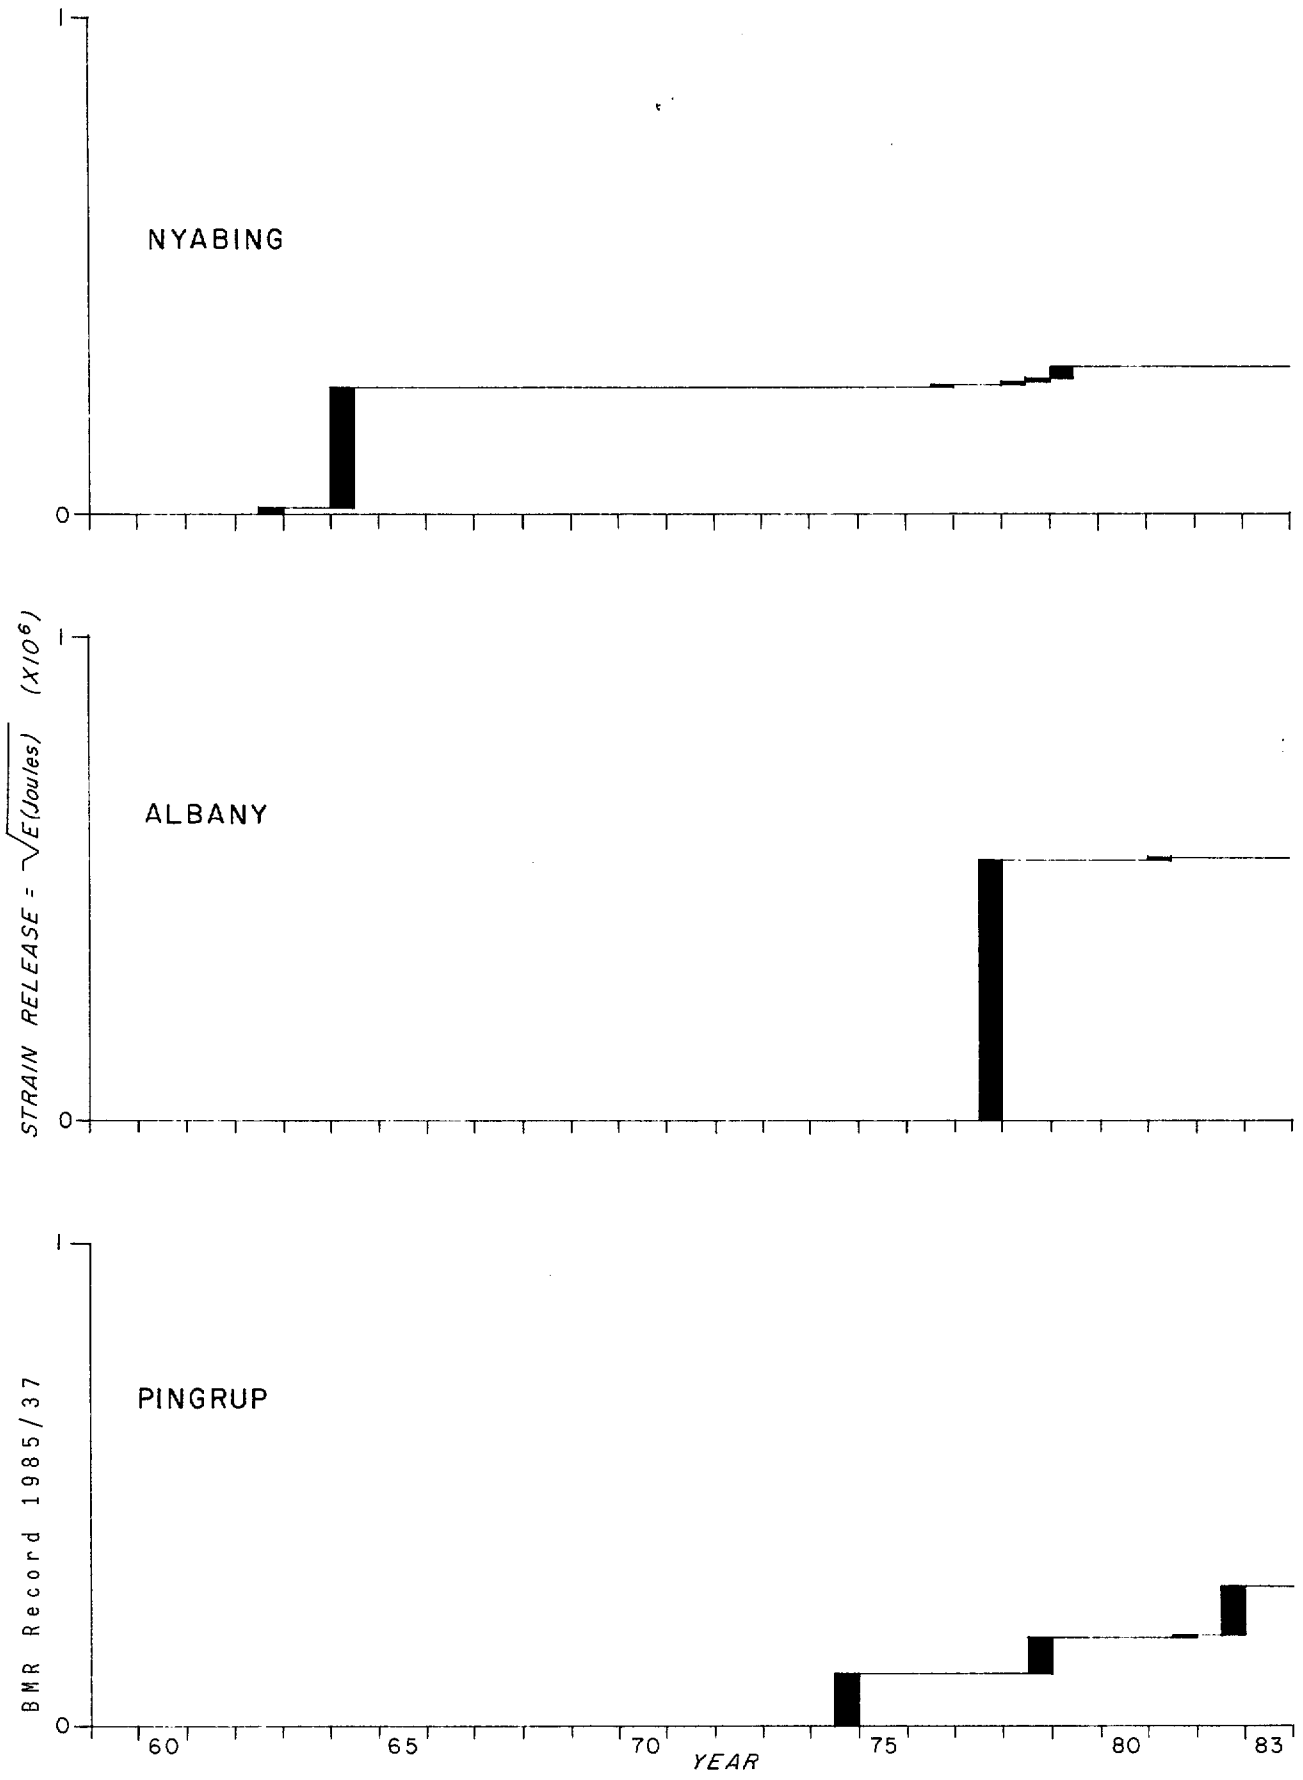 1
NYABING
0
STRAIN RELEASE = √E(Joules) (X10⁶)
1
ALBANY
0
1
PINGRUP
0
60 65 70 75 80 83
YEAR
BMR Record 1985/37